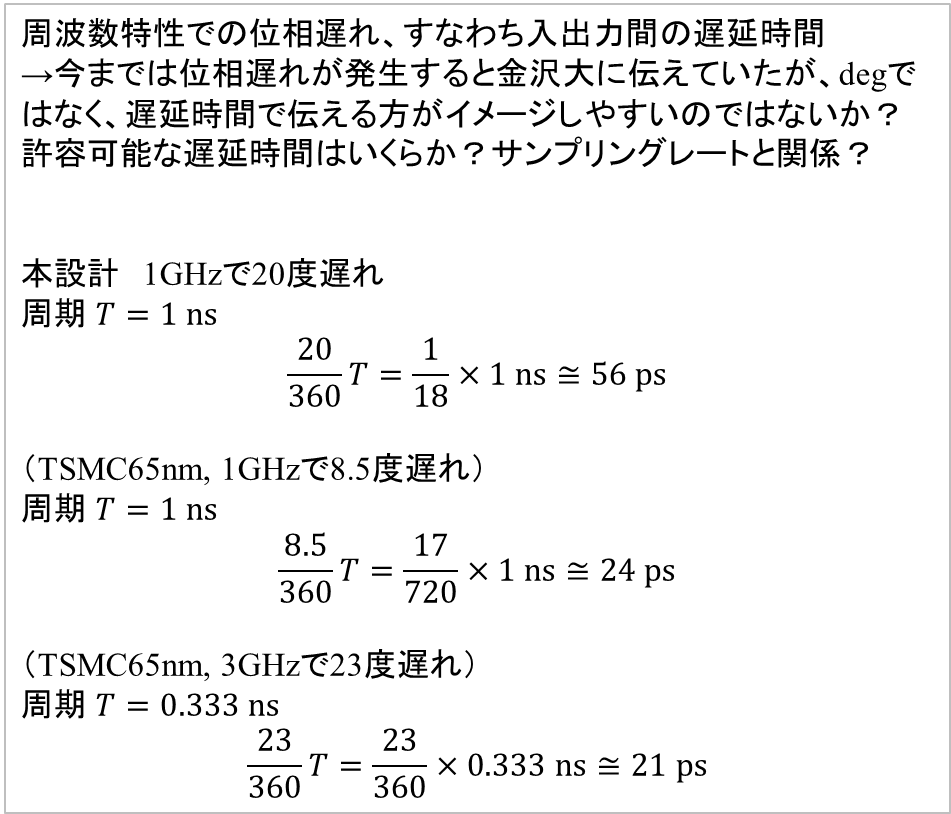 周波数特性での位相遅れ、すなわち入出力間の遅延時間
→今までは位相遅れが発生すると金沢大に伝えていたが、degで
はなく、遅延時間で伝える方がイメージしやすいのではないか？
許容可能な遅延時間はいくらか？サンプリングレートと関係？
本設計　1GHzで20度遅れ
周期 T = 1 ns
20/360 T = 1/18 × 1 ns ≅ 56 ps
（TSMC65nm, 1GHzで8.5度遅れ）
周期 T = 1 ns
8.5/360 T = 17/720 × 1 ns ≅ 24 ps
（TSMC65nm, 3GHzで23度遅れ）
周期 T = 0.333 ns
23/360 T = 23/360 × 0.333 ns ≅ 21 ps